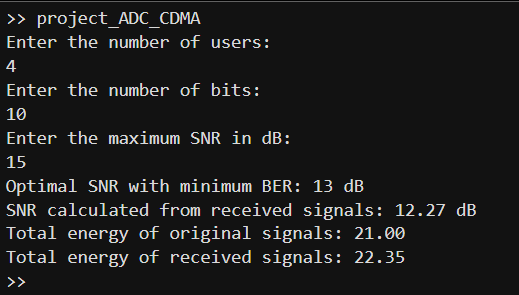 >> project_ADC_CDMA
Enter the number of users:
4
Enter the number of bits:
10
Enter the maximum SNR in dB:
15
Optimal SNR with minimum BER: 13 dB
SNR calculated from received signals: 12.27 dB
Total energy of original signals: 21.00
Total energy of received signals: 22.35
>>